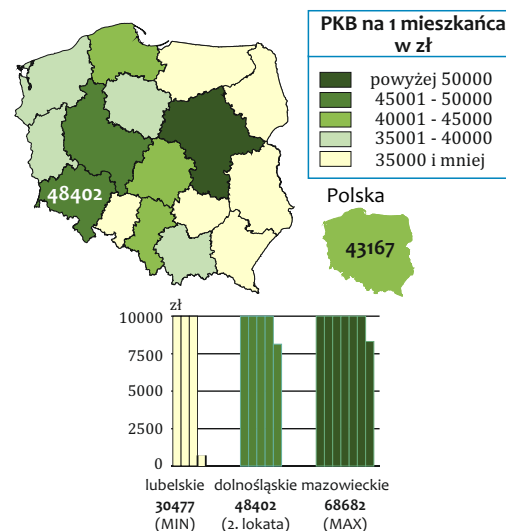 PKB na 1 mieszkańca
w zł
powyżej 50000
45001 - 50000
40001 - 45000
35001 - 40000
35000 i mniej
48402
Polska
43167
zł
10000
7500
5000
2500
0
lubelskie dolnośląskie mazowieckie
30477 48402 68682
(MIN) (2. lokata) (MAX)